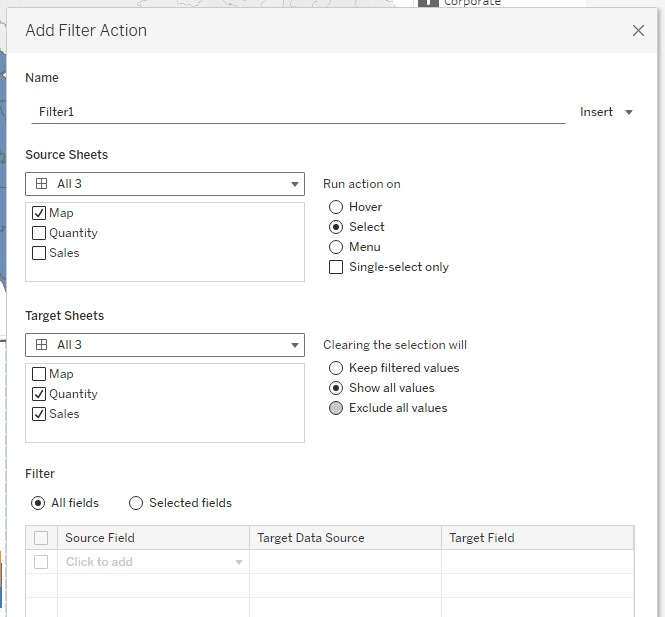 Corporate
Add Filter Action
Name
Filter1 Insert
Source Sheets
All 3 Run action on
Map Hover
Quantity Select
Sales Menu
Single-select only
Target Sheets
All 3 Clearing the selection will
Map Keep filtered values
Quantity Show all values
Sales Exclude all values
Filter
All fields Selected fields
Source Field Target Data Source Target Field
Click to add